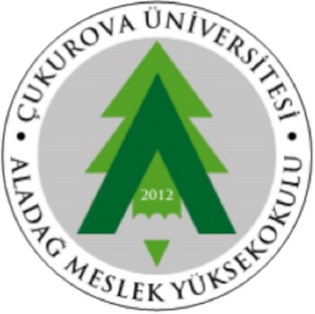 ÇUKUROVA ÜNİVERSİTESİ
2012
ALADAĞ MESLEK YÜKSEKOKULU